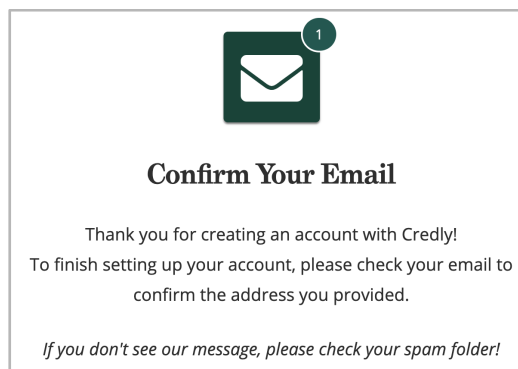 1
Confirm Your Email
Thank you for creating an account with Credly!
To finish setting up your account, please check your email to
confirm the address you provided.
If you don't see our message, please check your spam folder!